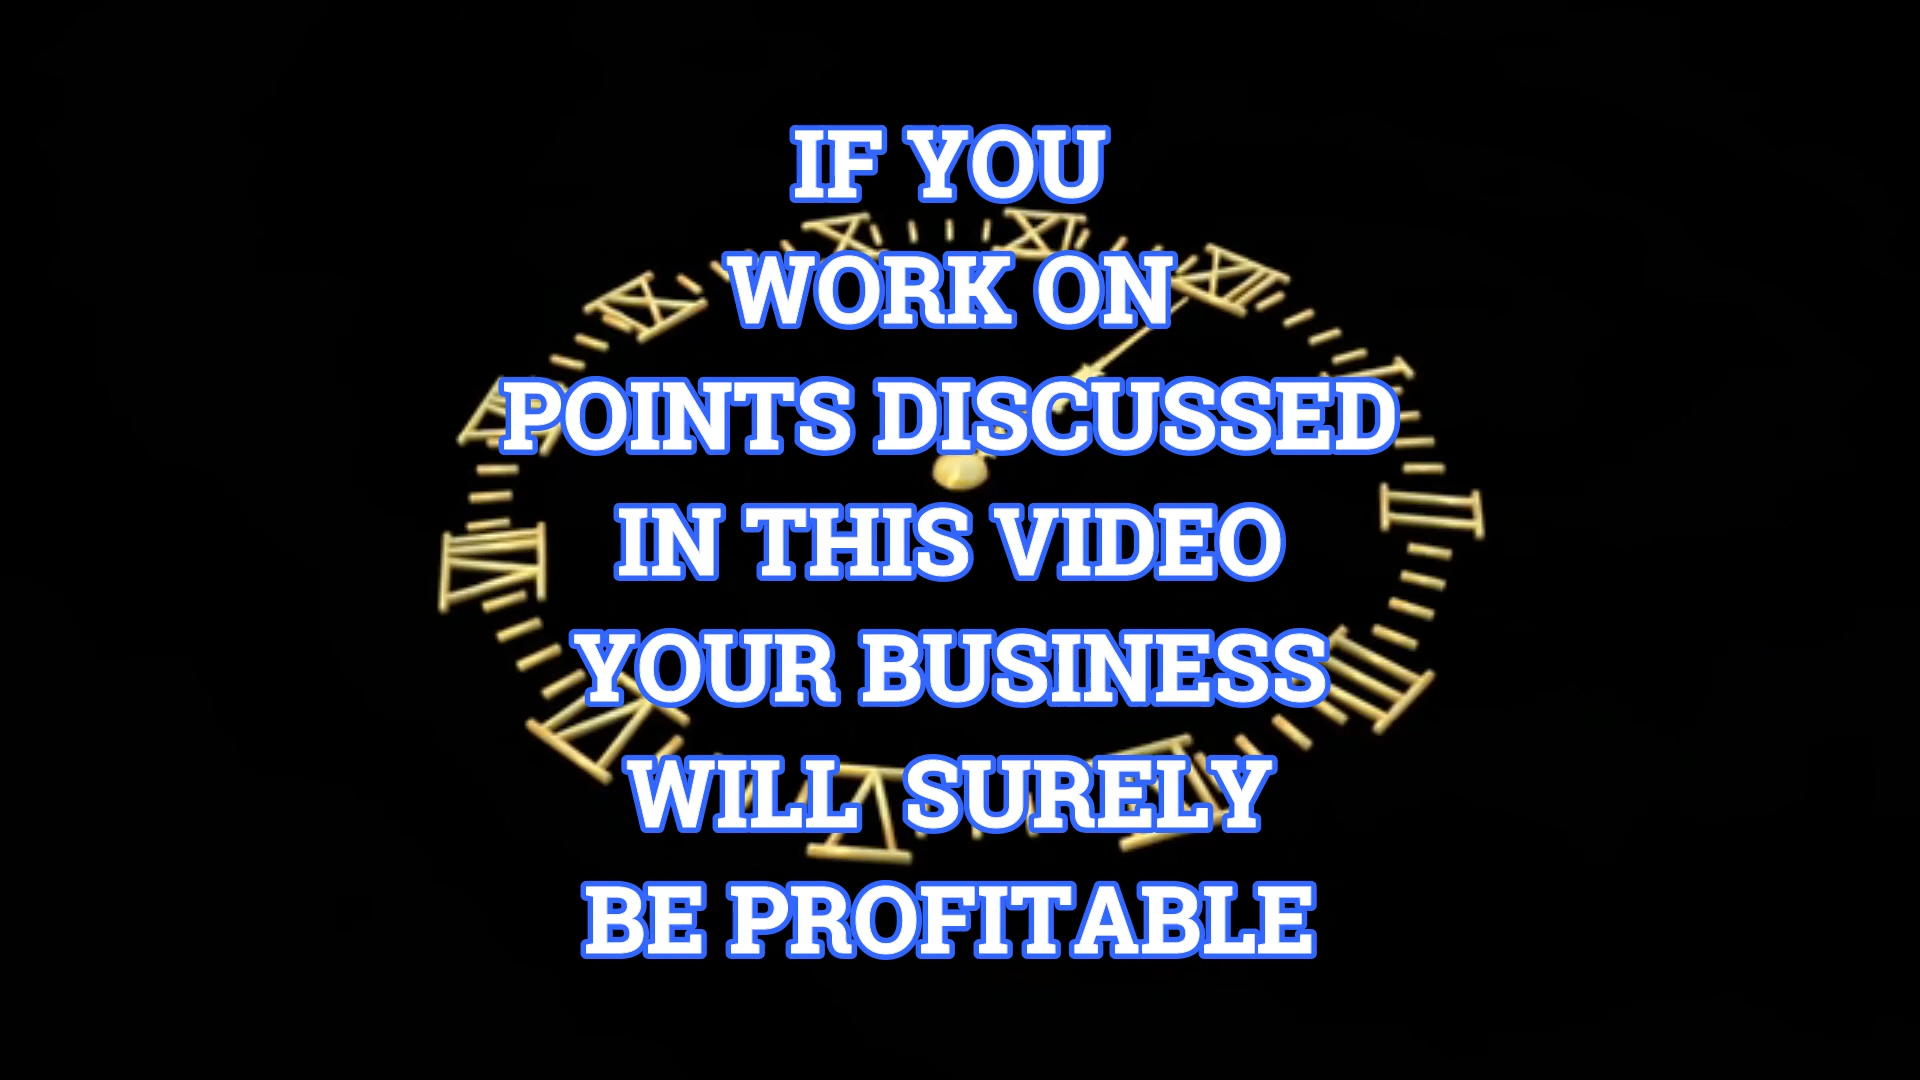 IF YOU
WORK ON
POINTS DISCUSSED
IN THIS VIDEO
YOUR BUSINESS
WILL SURELY
BE PROFITABLE